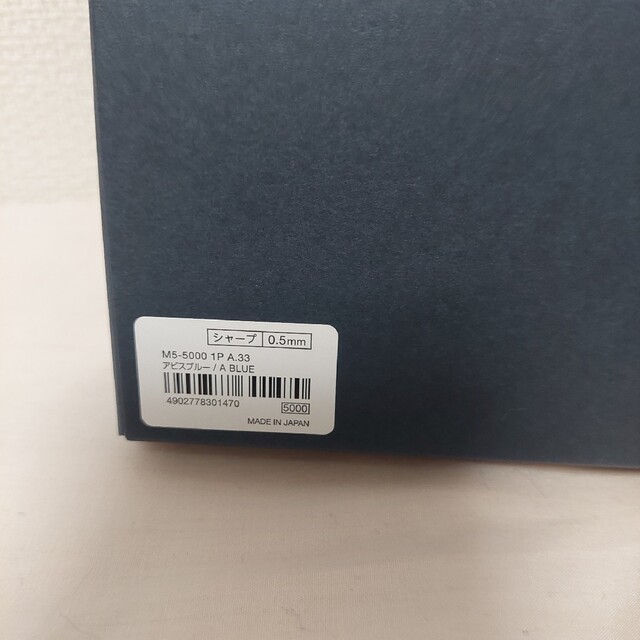 シャープ 0.5mm
M5-5000 1P A.33
アビスブルー / A BLUE
4902778301470 5000
MADE IN JAPAN